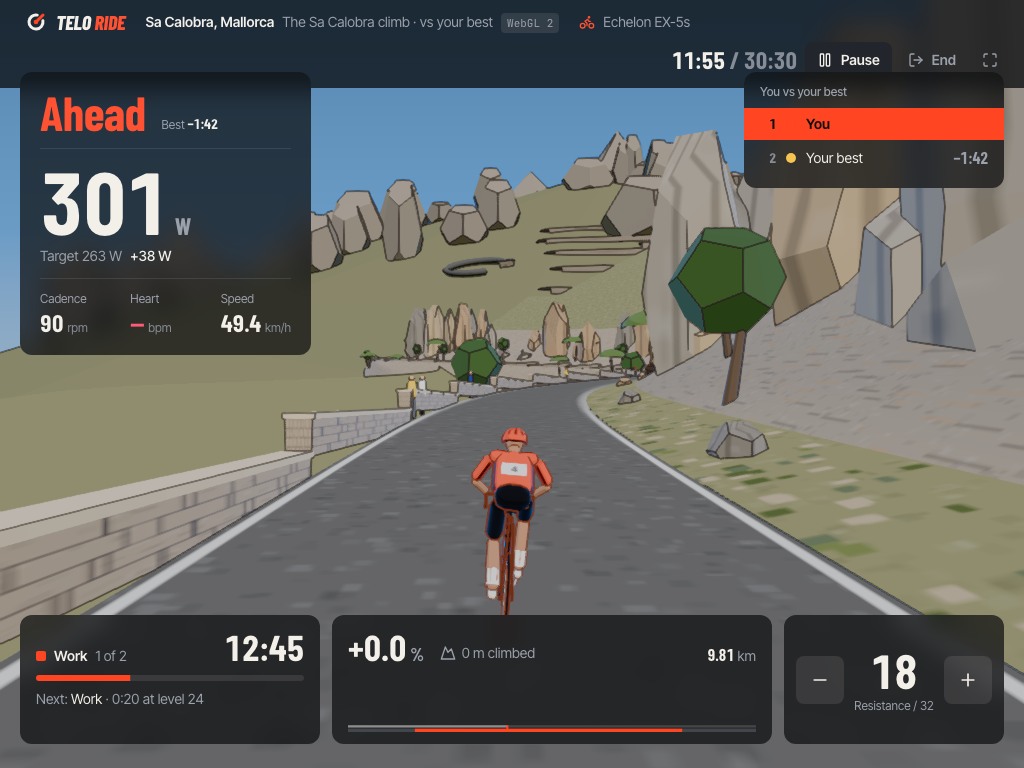 TELO RIDE Sa Calobra, Mallorca The Sa Calobra climb · vs your best WebGL 2 Echelon EX-5s
11:55 / 30:30 Pause End
Ahead Best −1:42
301 W
Target 263 W +38 W
Cadence Heart Speed
90 rpm – bpm 49.4 km/h
You vs your best
1 You
2 Your best −1:42
4
Work 1 of 2 12:45
Next: Work · 0:20 at level 24
+0.0 % 0 m climbed 9.81 km
− 18 +
Resistance / 32